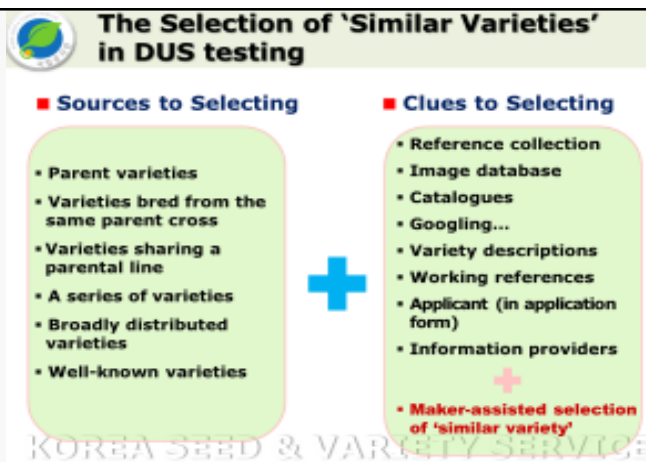 The Selection of ‘Similar Varieties’
in DUS testing
Sources to Selecting
▪ Parent varieties
▪ Varieties bred from the
same parent cross
▪ Varieties sharing a
parental line
▪ A series of varieties
▪ Broadly distributed
varieties
▪ Well-known varieties
Clues to Selecting
▪ Reference collection
▪ Image database
▪ Catalogues
▪ Googling...
▪ Variety descriptions
▪ Working references
▪ Applicant (in application
form)
▪ Information providers
▪ Maker-assisted selection
of ‘similar variety’
KOREA SEED & VARIETY SERVICE